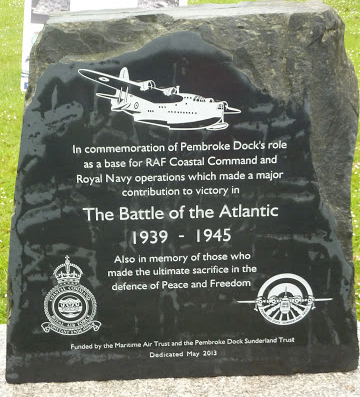 In commemoration of Pembroke Dock's role
as a base for RAF Coastal Command and
Royal Navy operations which made a major
contribution to victory in
The Battle of the Atlantic
1939 - 1945
Also in memory of those who
made the ultimate sacrifice in the
defence of Peace and Freedom
Funded by the Maritime Air Trust and the Pembroke Dock Sunderland Trust
Dedicated May 2013